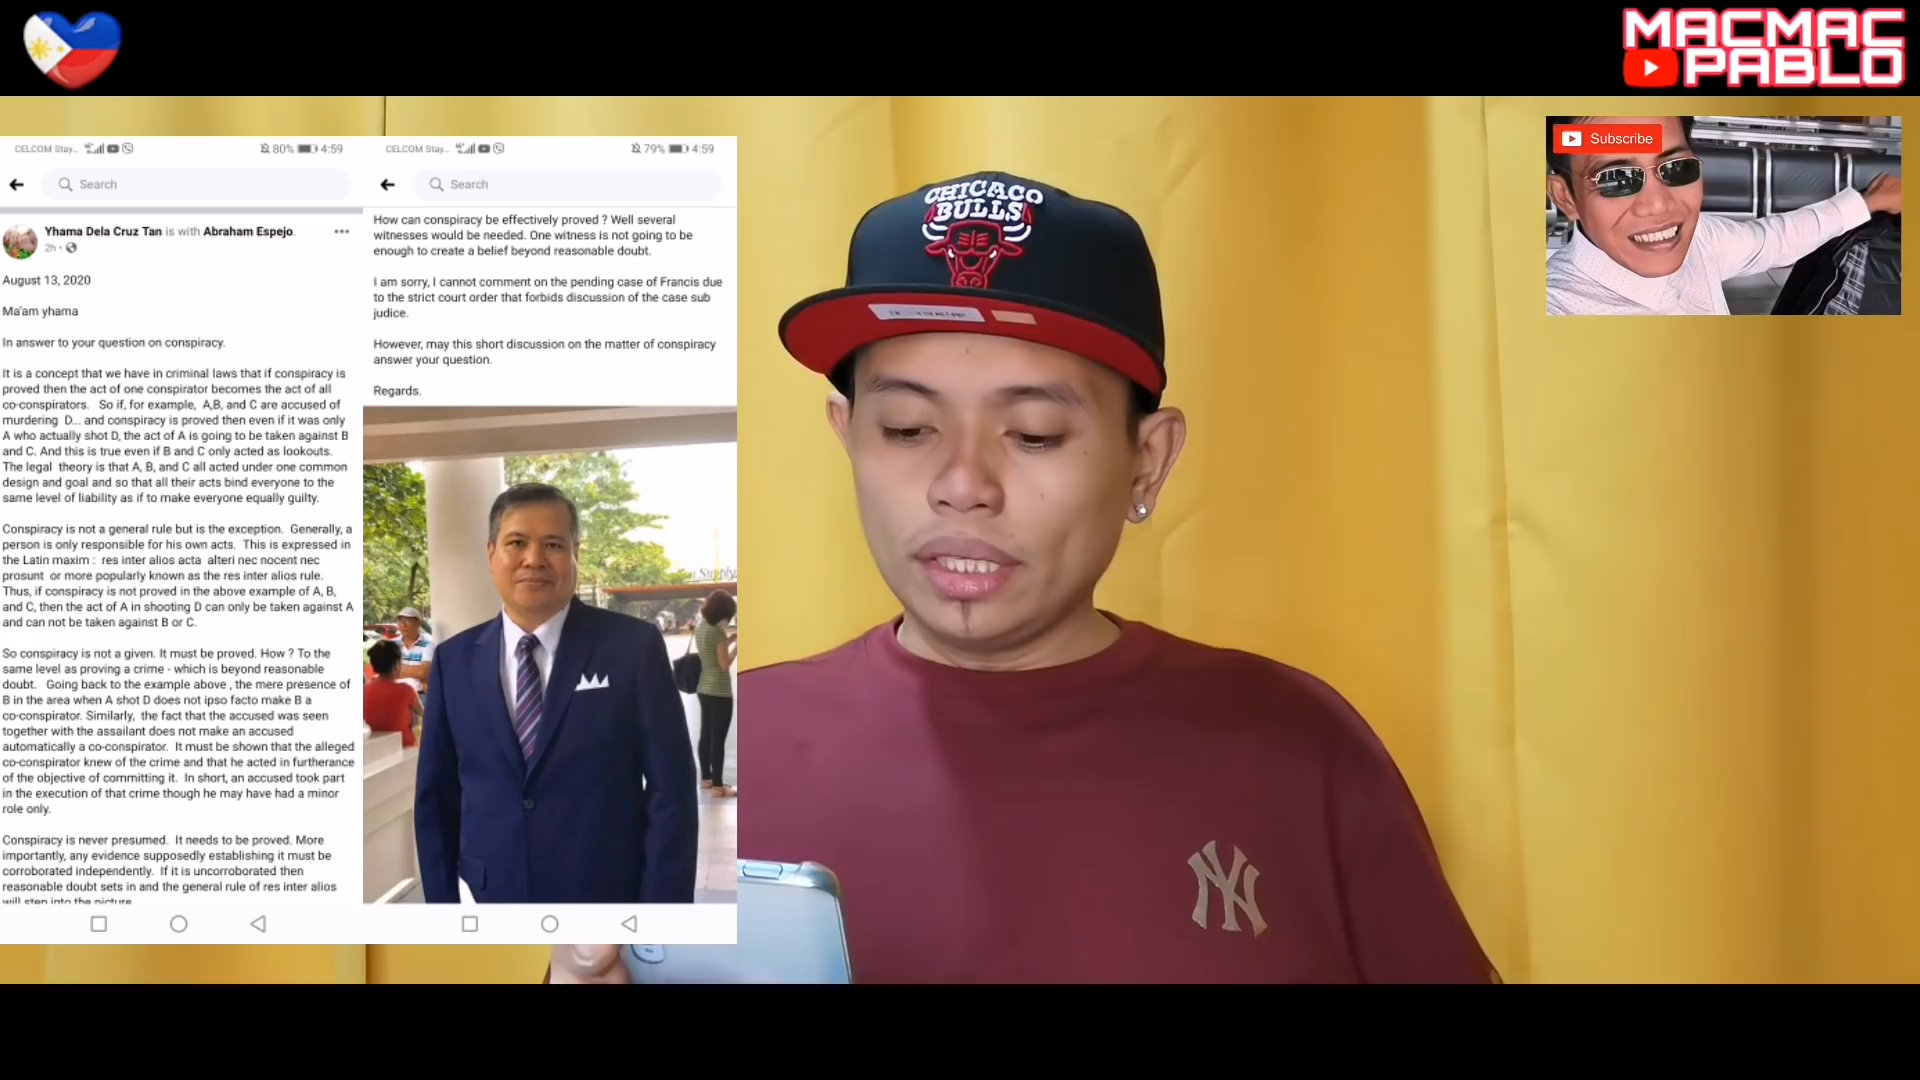 MACMAC
PABLO
Subscribe
CELCOM Stay...
80%
4:59
Search
Yhama Dela Cruz Tan is with Abraham Espejo.
2h
August 13, 2020
Ma'am yhama
In answer to your question on conspiracy.
It is a concept that we have in criminal laws that if conspiracy is
proved then the act of one conspirator becomes the act of all
co-conspirators. So if, for example, A,B, and C are accused of
murdering D... and conspiracy is proved then even if it was only
A who actually shot D, the act of A is going to be taken against B
and C. And this is true even if B and C only acted as lookouts.
The legal theory is that A, B, and C all acted under one common
design and goal and so that all their acts bind everyone to the
same level of liability as if to make everyone equally guilty.
Conspiracy is not a general rule but is the exception. Generally, a
person is only responsible for his own acts. This is expressed in
the Latin maxim : res inter alios acta alteri nec nocent nec
prosunt or more popularly known as the res inter alios rule.
Thus, if conspiracy is not proved in the above example of A, B,
and C, then the act of A in shooting D can only be taken against A
and can not be taken against B or C.
So conspiracy is not a given. It must be proved. How ? To the
same level as proving a crime - which is beyond reasonable
doubt. Going back to the example above , the mere presence of
B in the area when A shot D does not ipso facto make B a
co-conspirator. Similarly, the fact that the accused was seen
together with the assailant does not make an accused
automatically a co-conspirator. It must be shown that the alleged
co-conspirator knew of the crime and that he acted in furtherance
of the objective of committing it. In short, an accused took part
in the execution of that crime though he may have had a minor
role only.
Conspiracy is never presumed. It needs to be proved. More
importantly, any evidence supposedly establishing it must be
corroborated independently. If it is uncorroborated then
reasonable doubt sets in and the general rule of res inter alios
will step into the picture.
CELCOM Stay...
79%
4:59
Search
How can conspiracy be effectively proved ? Well several
witnesses would be needed. One witness is not going to be
enough to create a belief beyond reasonable doubt.
I am sorry, I cannot comment on the pending case of Francis due
to the strict court order that forbids discussion of the case sub
judice.
However, may this short discussion on the matter of conspiracy
answer your question.
Regards.
Supply
CHICAGO
BULLS
NY